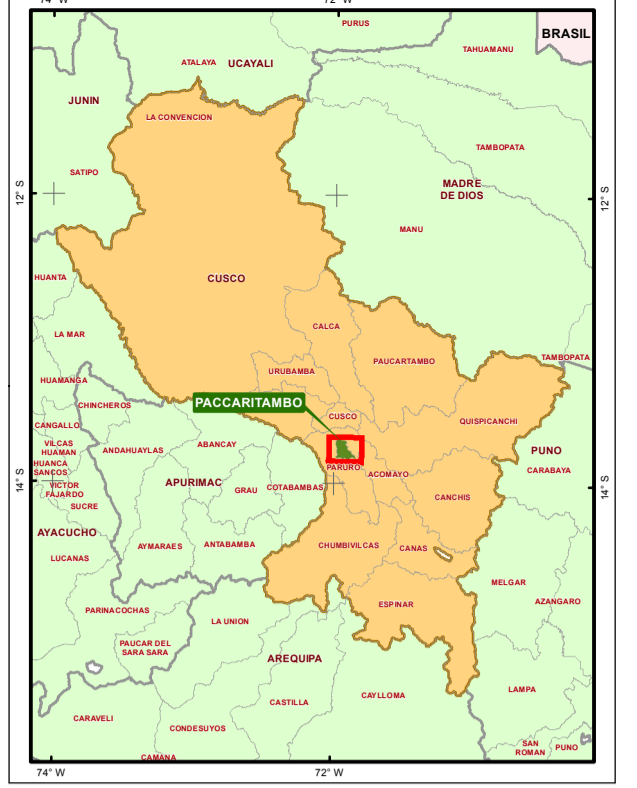 74° W
72° W
PURUS
BRASIL
TAHUAMANU
ATALAYA
UCAYALI
JUNIN
LA CONVENCION
TAMBOPATA
SATIPO
MADRE
DE DIOS
12° S
12° S
MANU
HUANTA
CUSCO
CALCA
LA MAR
PAUCARTAMBO
TAMBOPATA
URUBAMBA
HUAMANGA
PACCARITAMBO
CHINCHEROS
CUSCO
QUISPICANCHI
CANGALLO
VILCAS
HUAMAN
ANDAHUAYLAS
ABANCAY
PUNO
HUANCA
SANCOS
PARURO
ACOMAYO
CARABAYA
14° S
14° S
VICTOR
FAJARDO
APURIMAC
GRAU
COTABAMBAS
CANCHIS
SUCRE
AYACUCHO
AYMARAES
ANTABAMBA
CHUMBIVILCAS
CANAS
LUCANAS
MELGAR
AZANGARO
ESPINAR
PARINACOCHAS
LA UNION
PAUCAR DEL
SARA SARA
AREQUIPA
LAMPA
CAYLLOMA
CASTILLA
CARAVELI
CONDESUYOS
SAN
ROMAN
PUNO
CAMANA
74° W
72° W